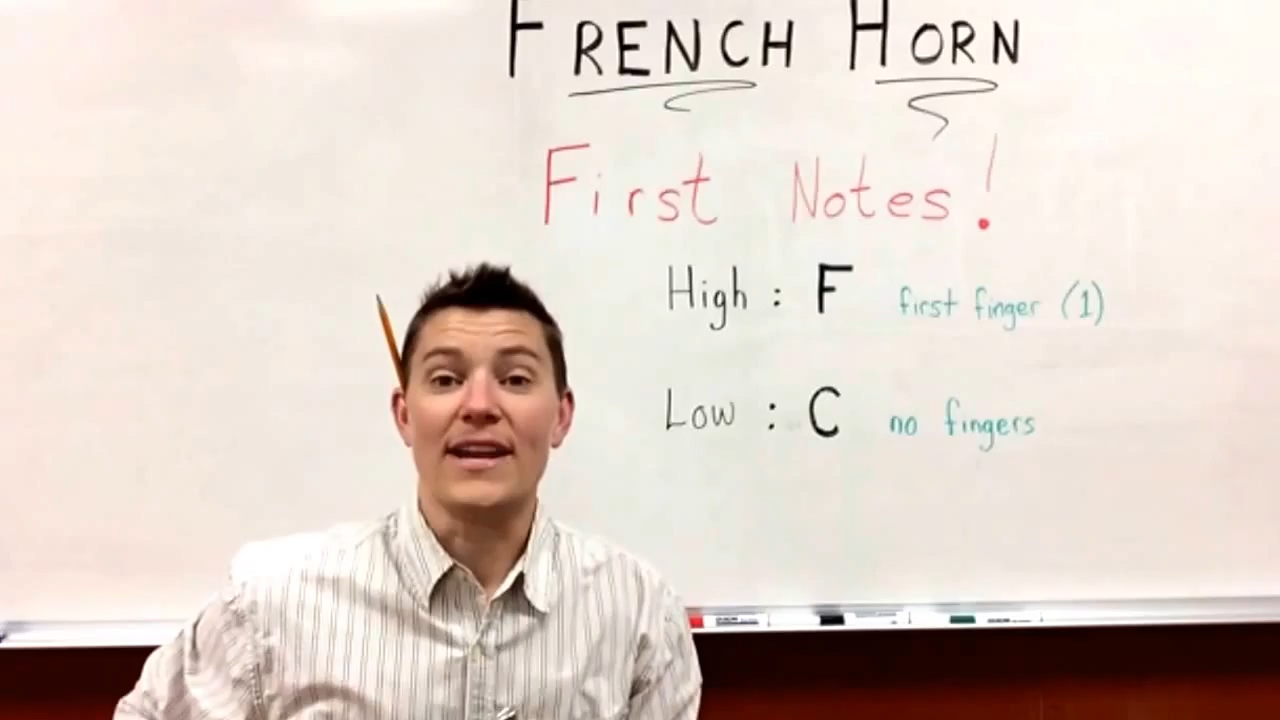 FRENCH HORN
First Notes!
High : F first finger (1)
Low : C no fingers